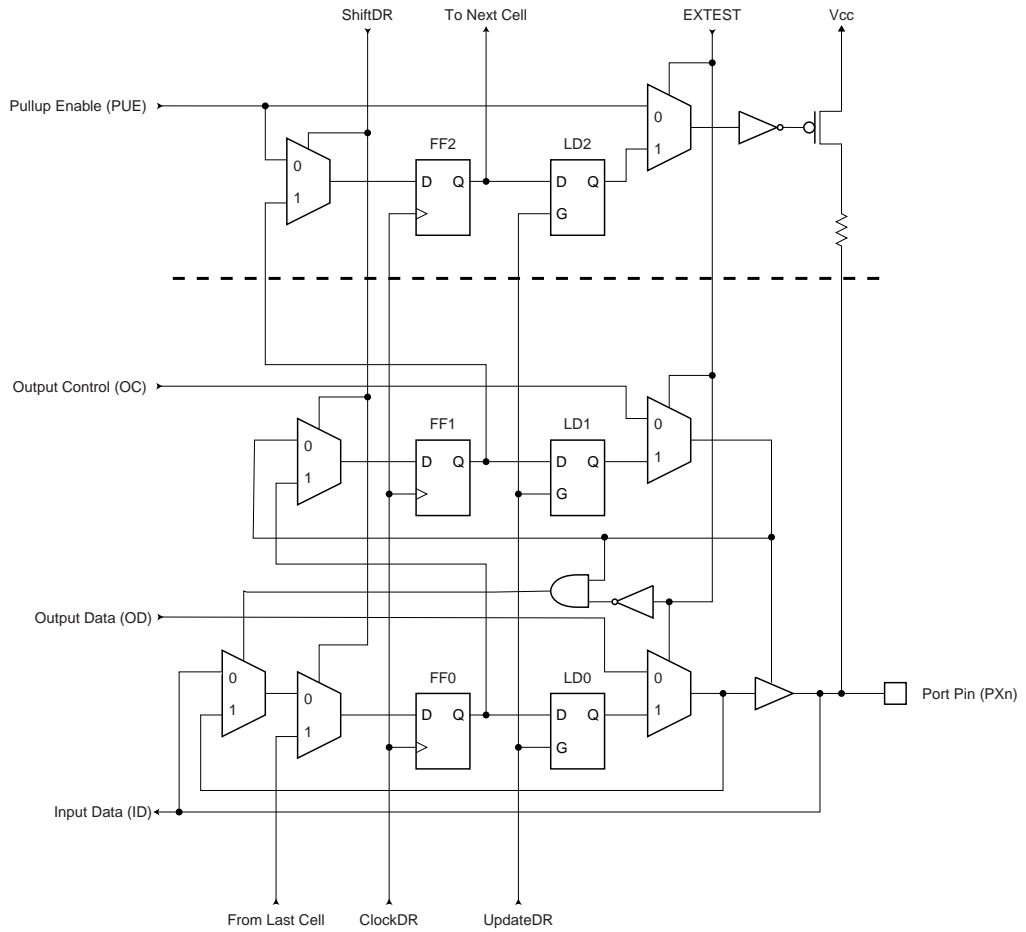 ShiftDR
To Next Cell
EXTEST
Vcc
Pullup Enable (PUE)
0
1
FF2
D Q
LD2
D Q
G
0
1
Output Control (OC)
0
1
FF1
D Q
LD1
D Q
G
0
1
Output Data (OD)
0
1
0
1
FF0
D Q
LD0
D Q
G
0
1
Port Pin (PXn)
Input Data (ID)
From Last Cell
ClockDR
UpdateDR